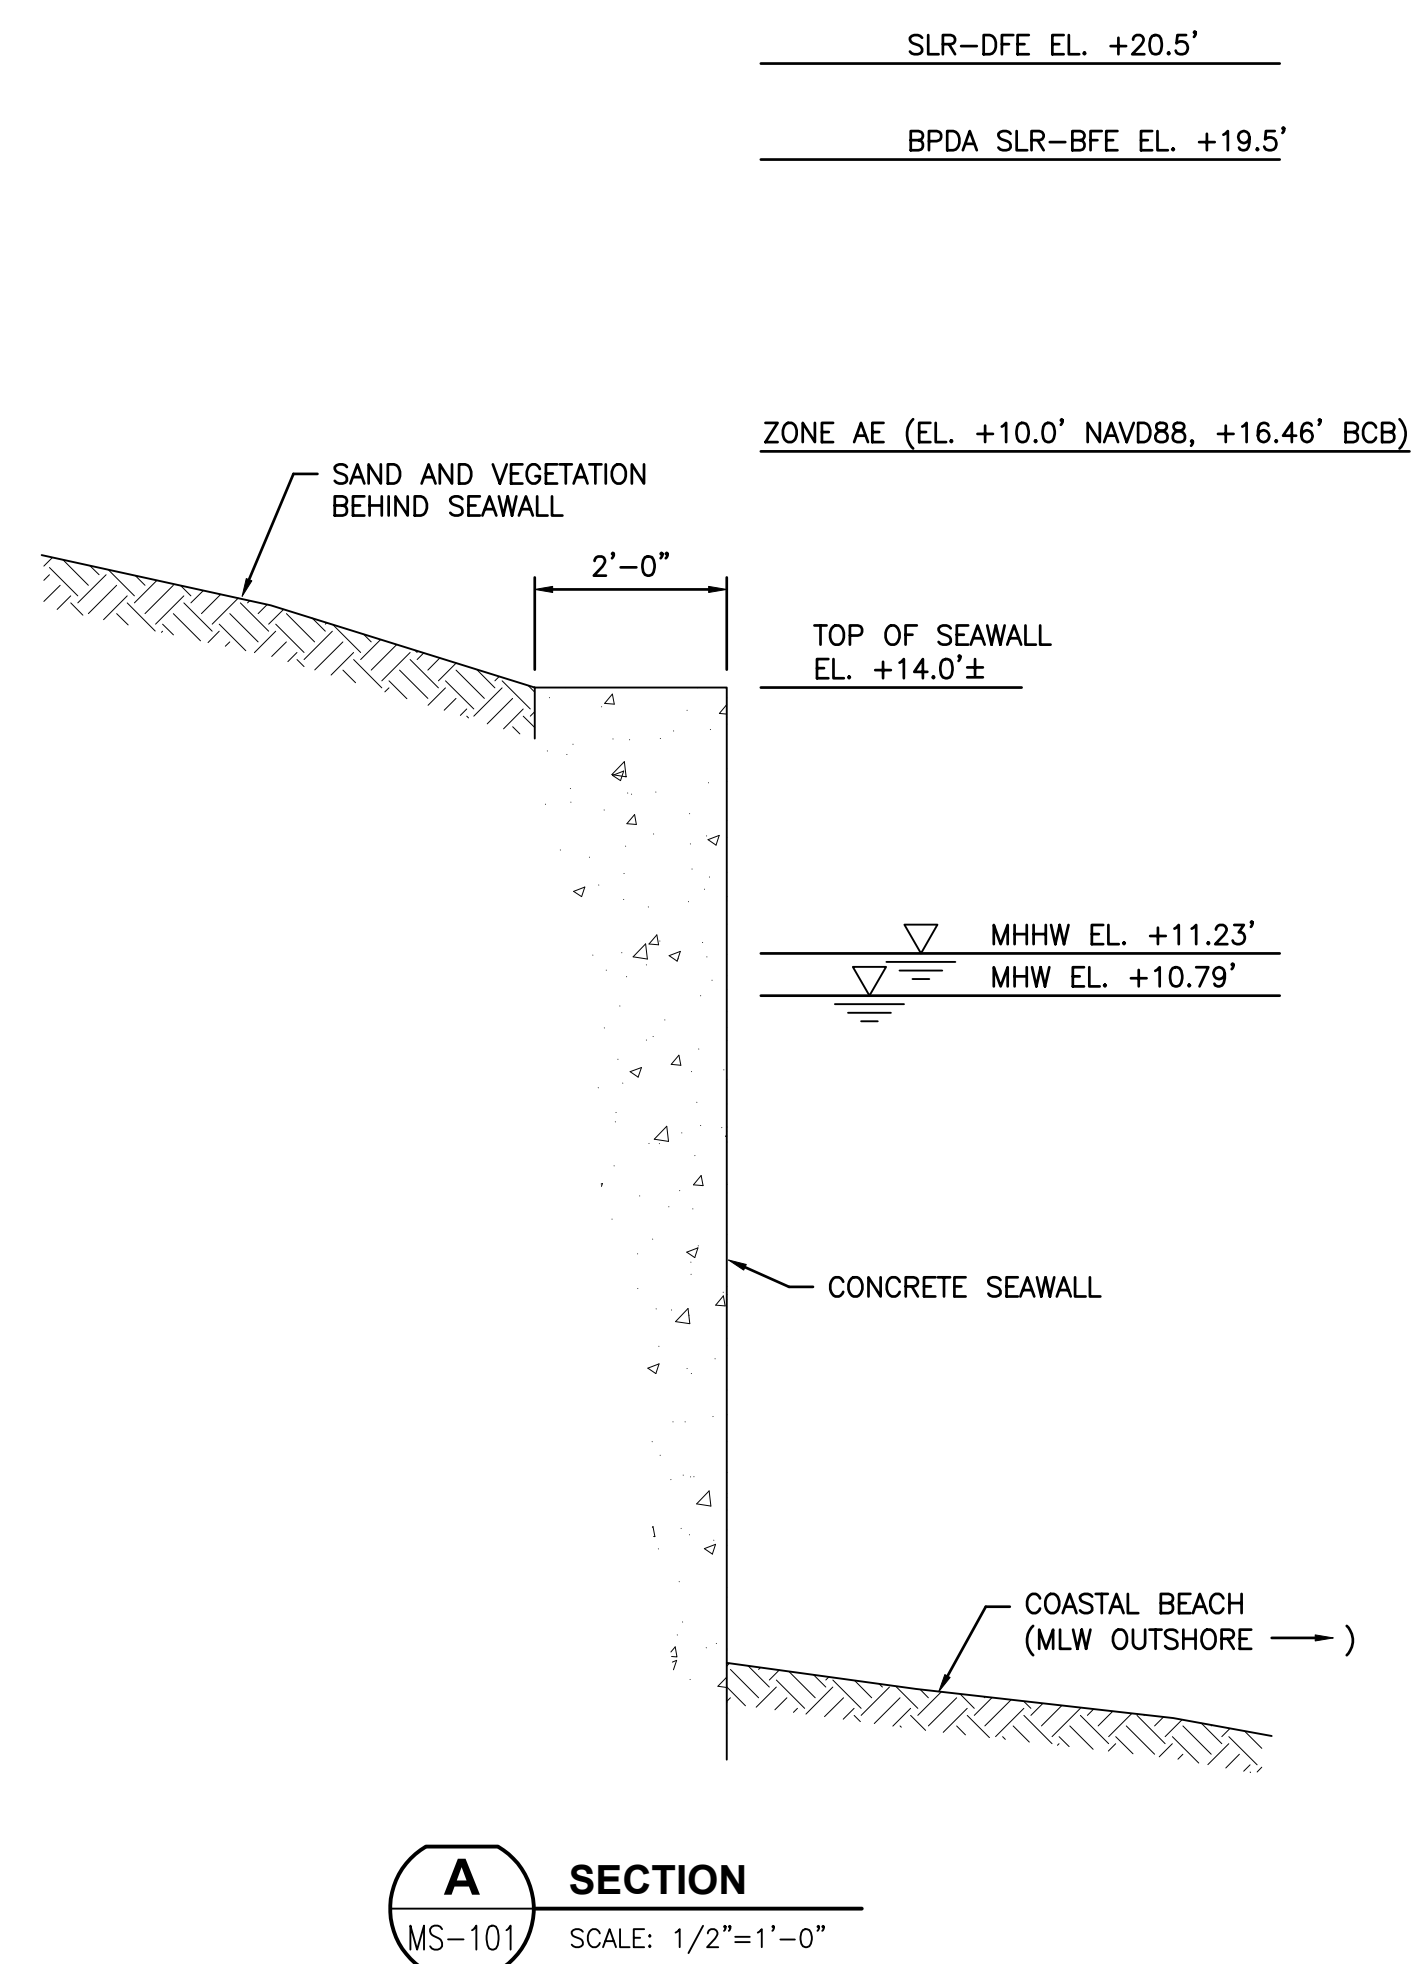 SLR-DFE EL. +20.5'
BPDA SLR-BFE EL. +19.5'
ZONE AE (EL. +10.0' NAVD88, +16.46' BCB)
SAND AND VEGETATION
BEHIND SEAWALL
2'-0"
TOP OF SEAWALL
EL. +14.0'±
MHHW EL. +11.23'
MHW EL. +10.79'
CONCRETE SEAWALL
COASTAL BEACH
(MLW OUTSHORE → )
A
SECTION
MS-101
SCALE: 1/2"=1'-0"